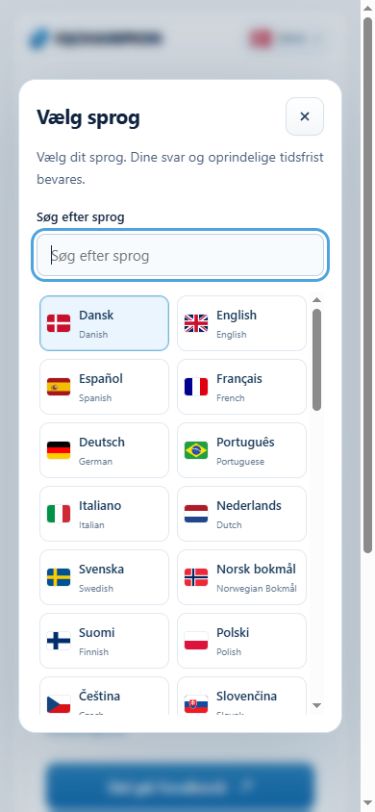 Vælg sprog
×
Vælg dit sprog. Dine svar og oprindelige tidsfrist
bevares.
Søg efter sprog
Søg efter sprog
Dansk
Danish
English
English
Español
Spanish
Français
French
Deutsch
German
Português
Portuguese
Italiano
Italian
Nederlands
Dutch
Svenska
Swedish
Norsk bokmål
Norwegian Bokmål
Suomi
Finnish
Polski
Polish
Čeština
Czech
Slovenčina
Slovak